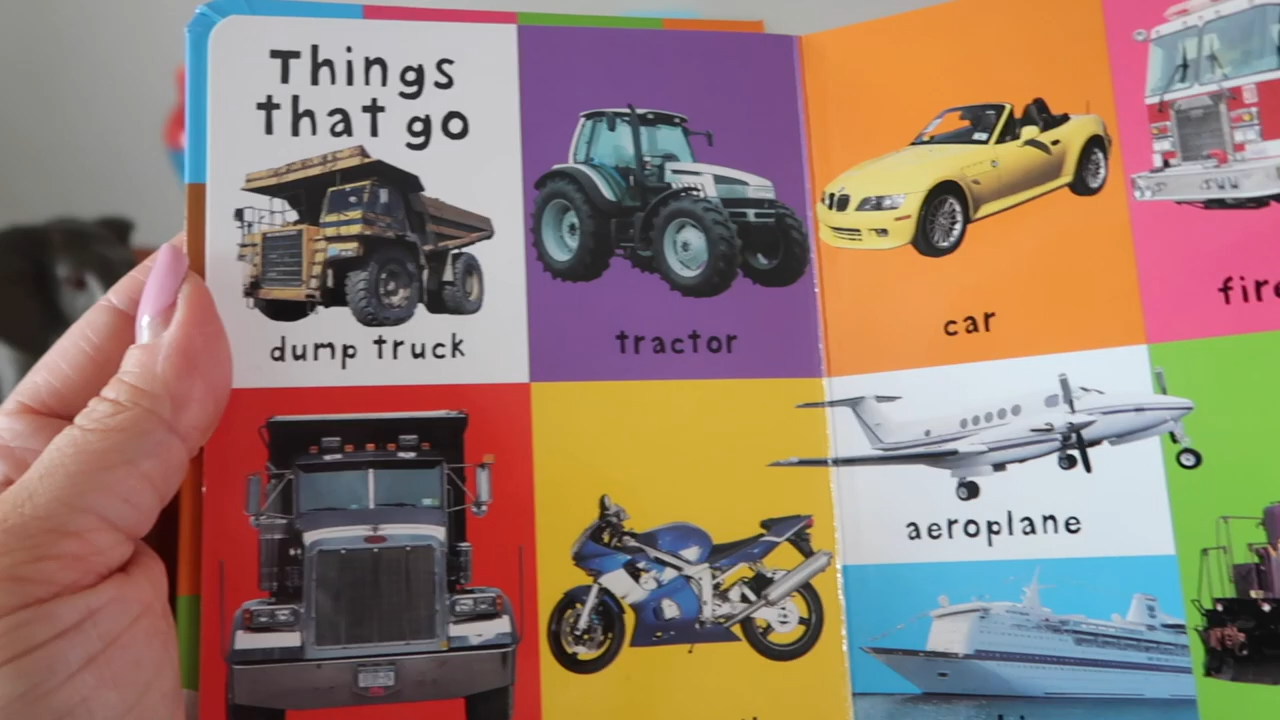 Things
that go
dump truck
tractor
car
aeroplane